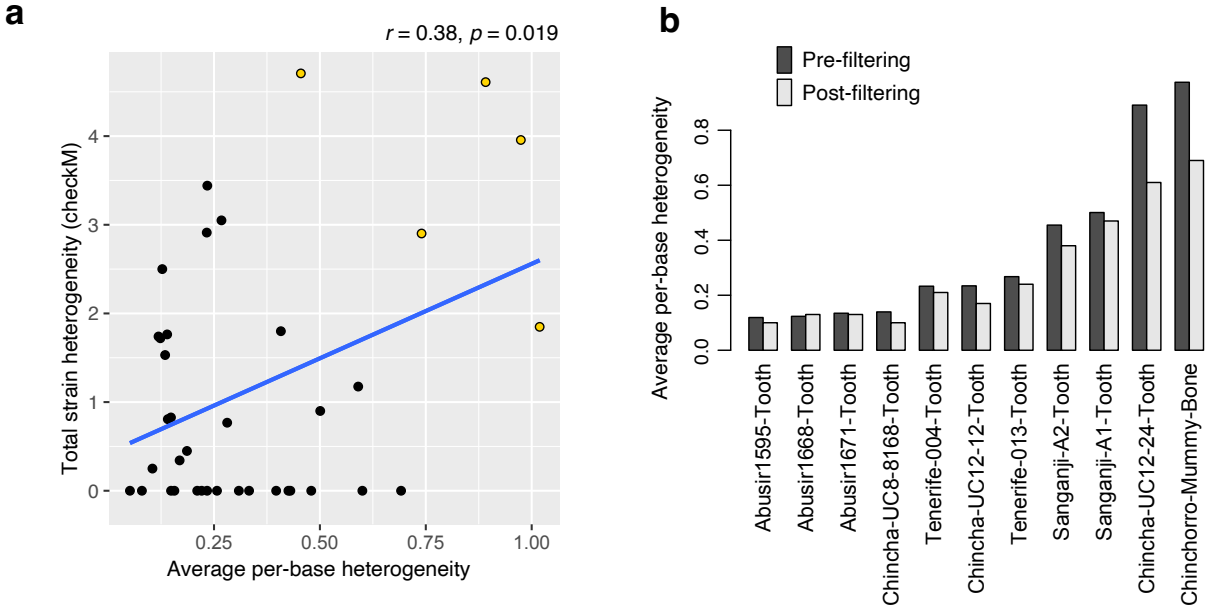 a
r = 0.38, p = 0.019
Total strain heterogeneity (checkM)
4
3
2
1
0
0.25 0.50 0.75 1.00
Average per-base heterogeneity
b
Pre-filtering
Post-filtering
Average per-base heterogeneity
0.8
0.6
0.4
0.2
0.0
Abusir1595-Tooth
Abusir1668-Tooth
Abusir1671-Tooth
Chincha-UC8-8168-Tooth
Tenerife-004-Tooth
Chincha-UC12-12-Tooth
Tenerife-013-Tooth
Sanganji-A2-Tooth
Sanganji-A1-Tooth
Chincha-UC12-24-Tooth
Chinchorro-Mummy-Bone